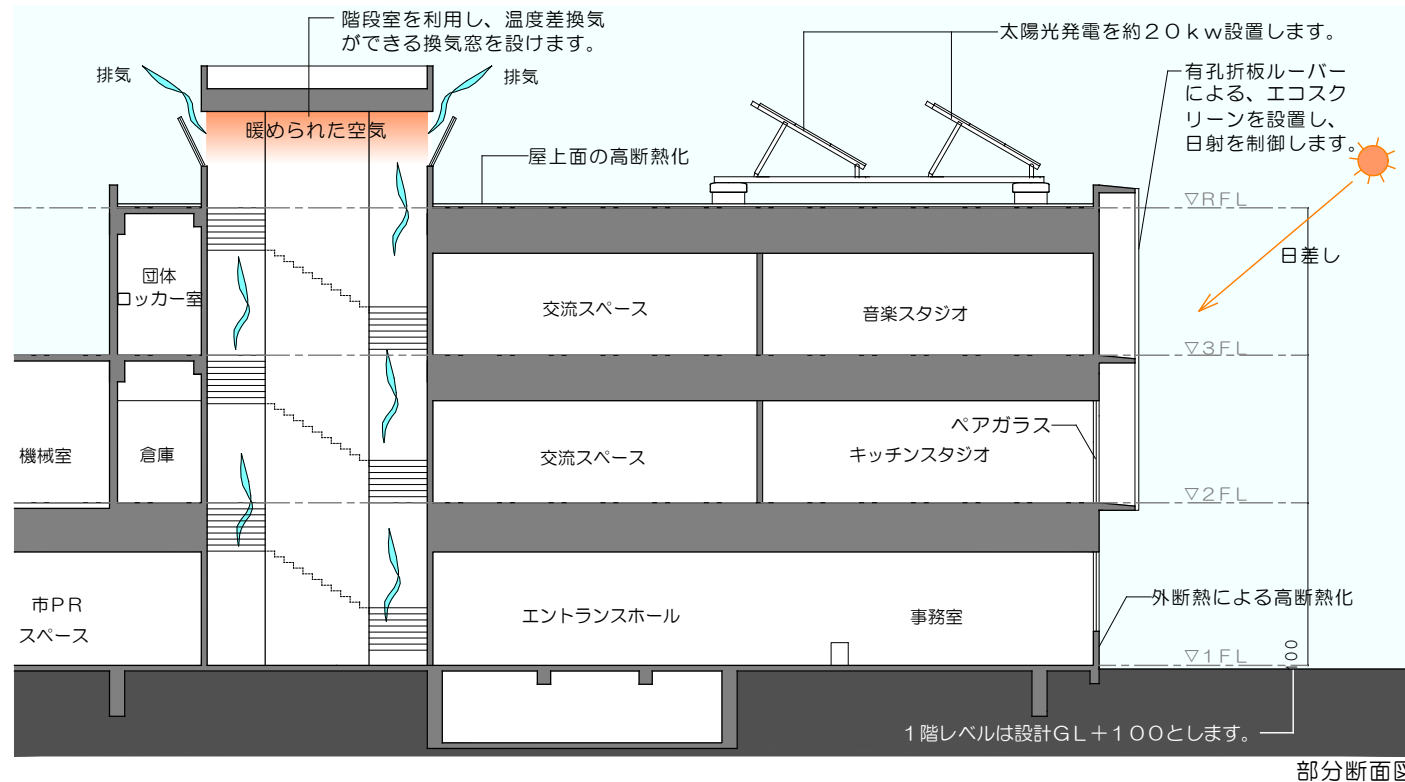 階段室を利用し、温度差換気
ができる換気窓を設けます。
太陽光発電を約20kw設置します。
排気
排気
有孔折板ルーバー
による、エコスク
リーンを設置し、
日射を制御します。
暖められた空気
屋上面の高断熱化
▽RFL
日差し
団体
ロッカー室
交流スペース
音楽スタジオ
▽3FL
ペアガラス
機械室
倉庫
交流スペース
キッチンスタジオ
▽2FL
外断熱による高断熱化
市PR
スペース
エントランスホール
事務室
▽1FL
100
1階レベルは設計GL+100とします。
部分断面図